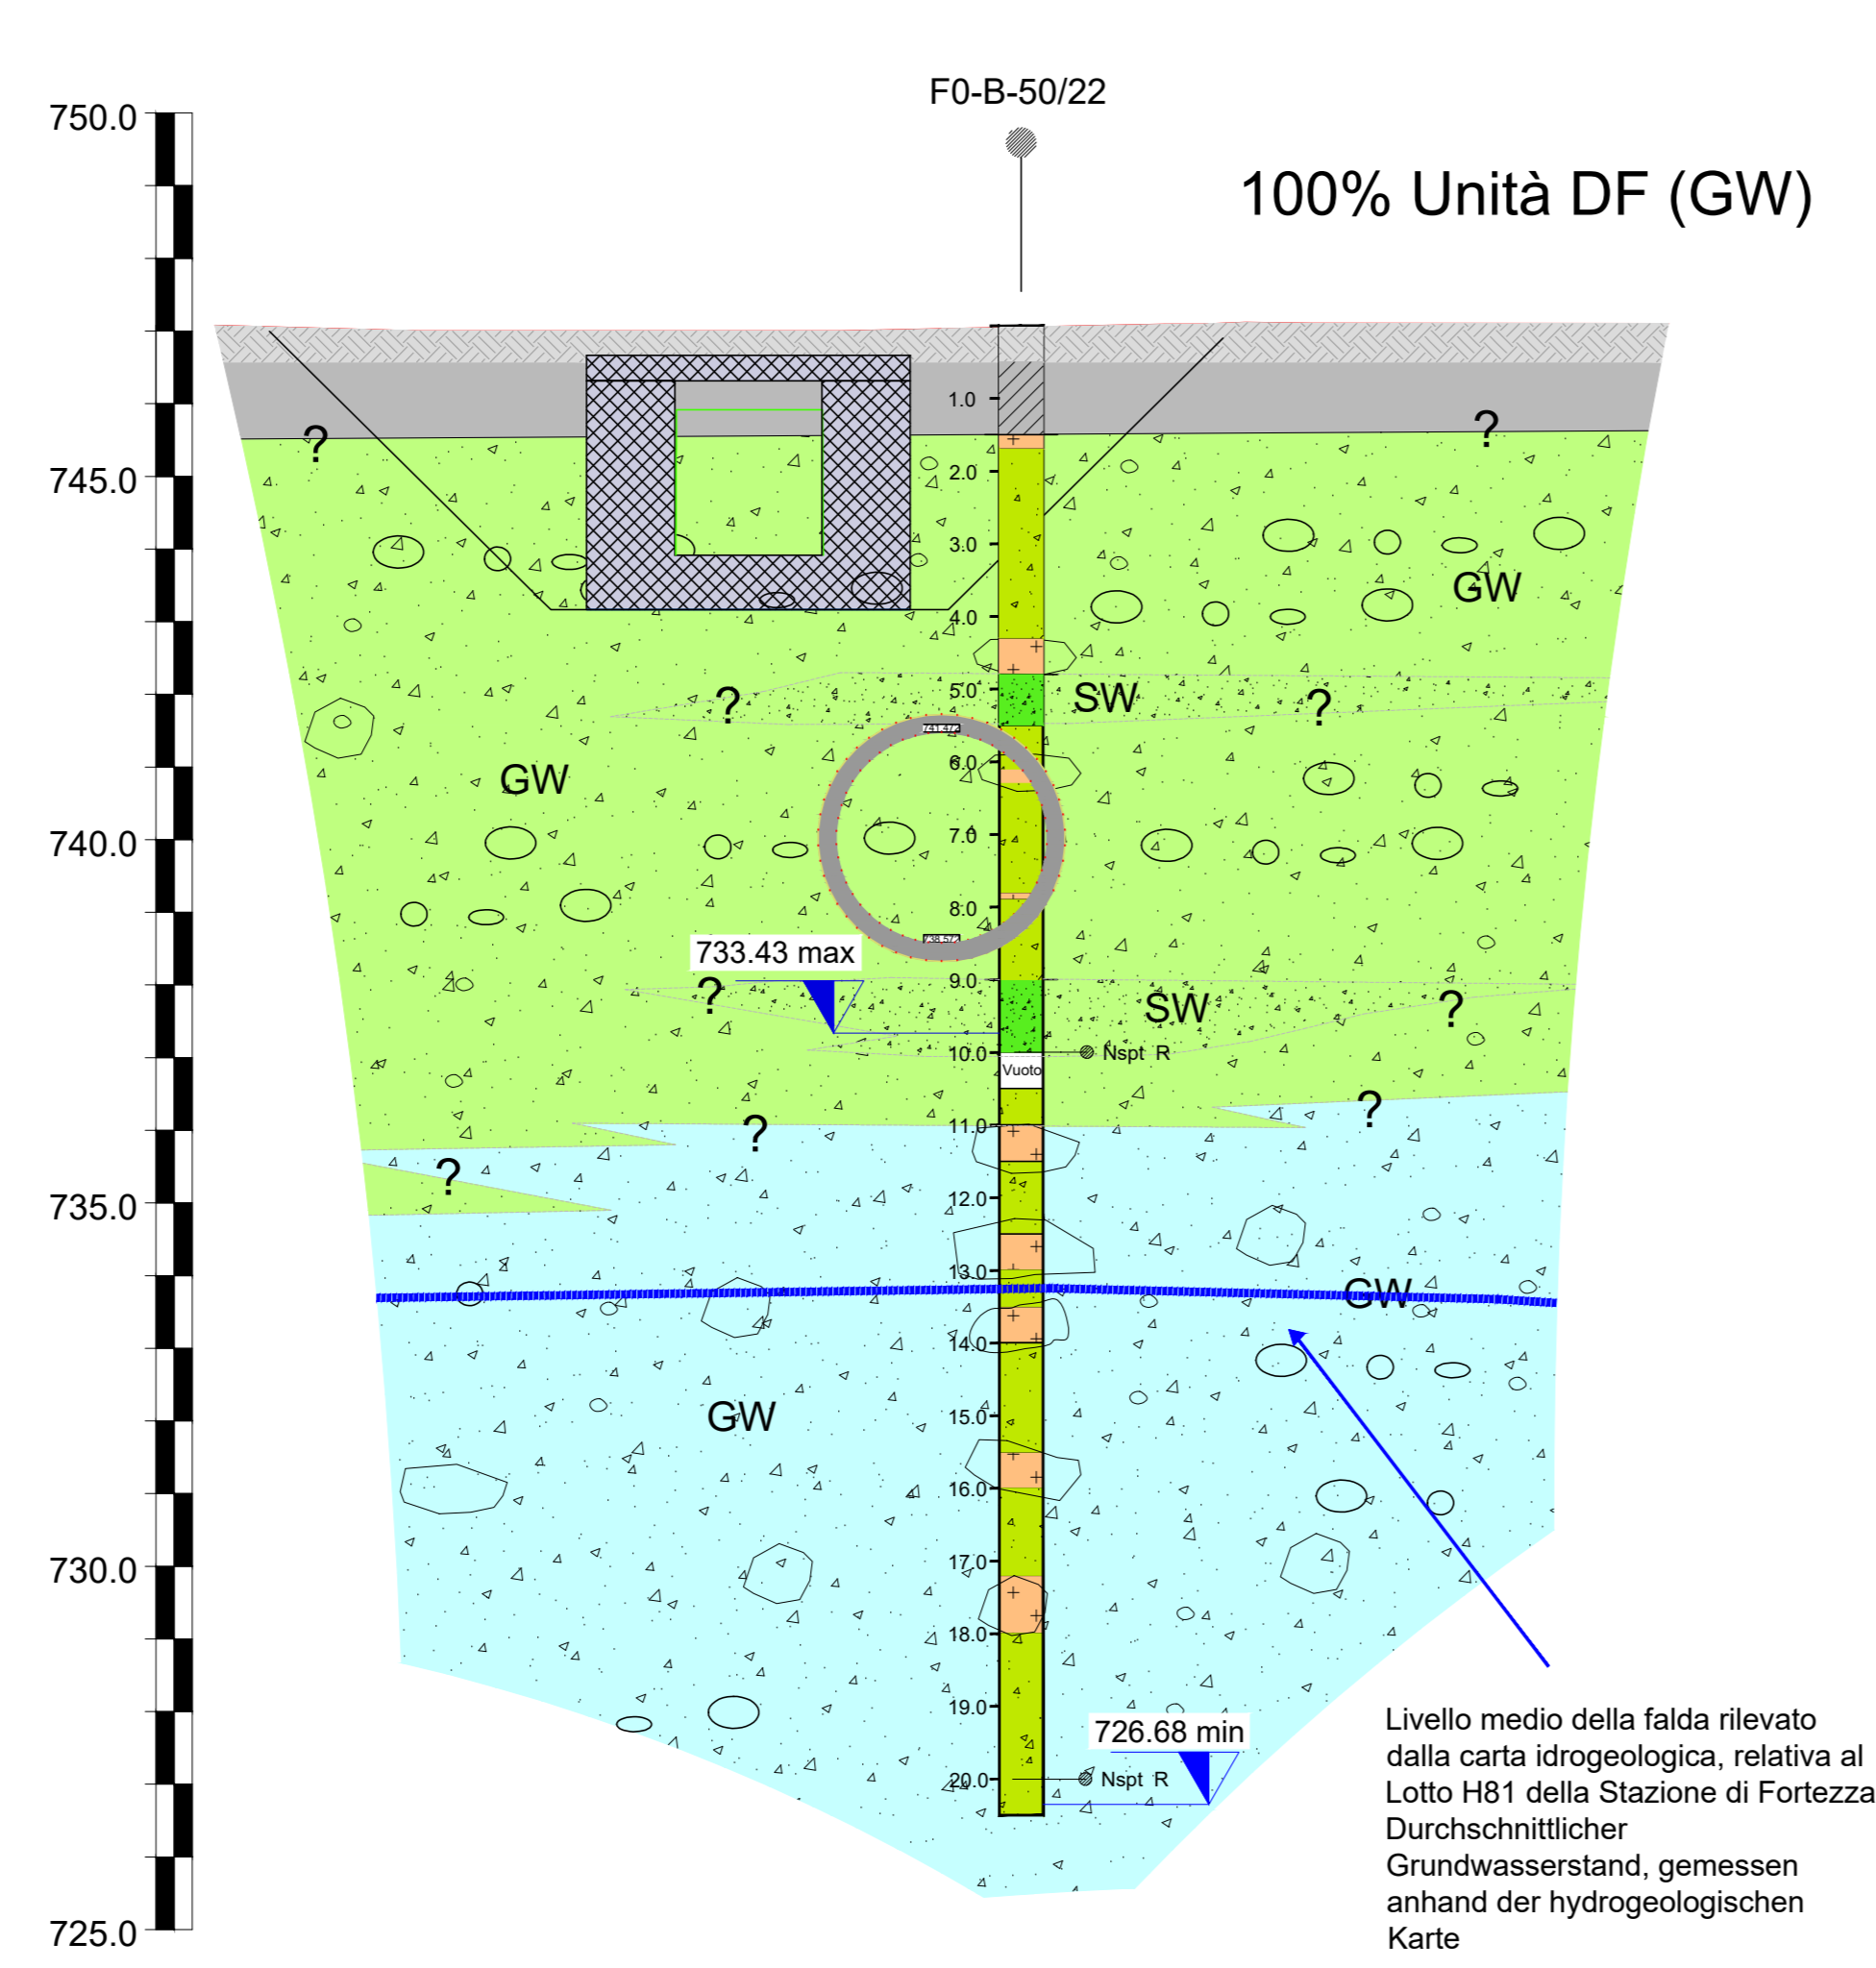 F0-B-50/22
100% Unità DF (GW)
750.0
745.0
740.0
735.0
730.0
725.0
1.0
2.0
3.0
4.0
5.0
6.0
7.0
8.0
9.0
10.0
11.0
12.0
13.0
14.0
15.0
16.0
17.0
18.0
19.0
20.0
?
?
GW
?
SW
?
741.472
GW
738.572
733.43 max
?
SW
?
Nspt R
Vuoto
?
?
?
GW
GW
726.68 min
Nspt R
Livello medio della falda rilevato
dalla carta idrogeologica, relativa al
Lotto H81 della Stazione di Fortezza
Durchschnittlicher
Grundwasserstand, gemessen
anhand der hydrogeologischen
Karte